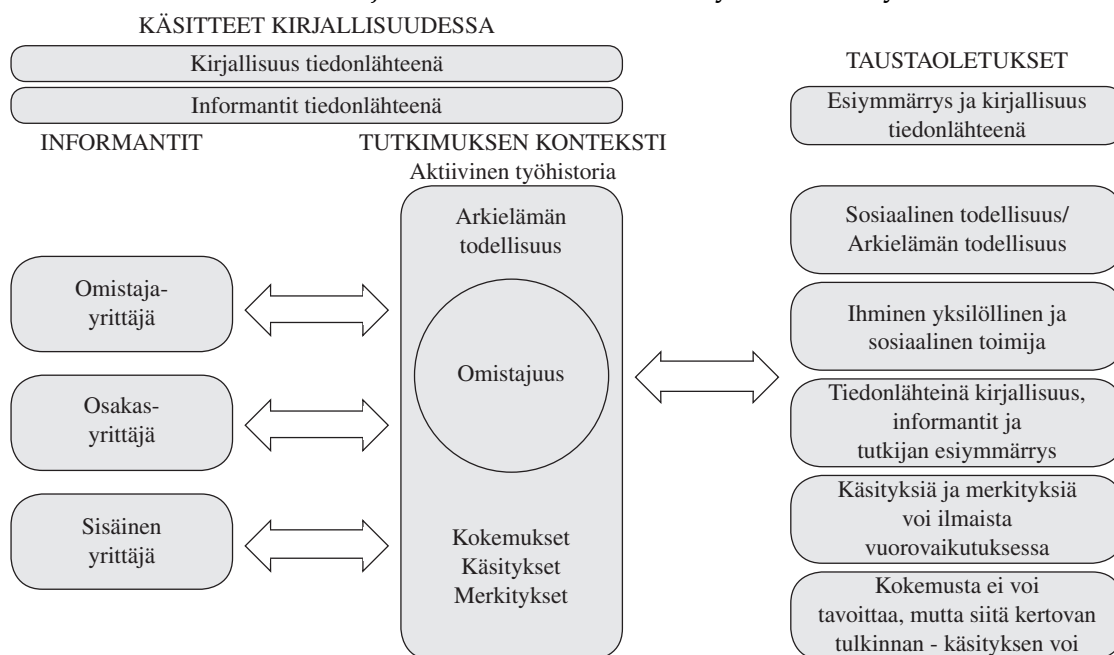 KÄSITTEET KIRJALLISUUDESSA
Kirjallisuus tiedonlähteenä
Informantit tiedonlähteenä
INFORMANTIT
Omistaja-
yrittäjä
Osakas-
yrittäjä
Sisäinen
yrittäjä
TUTKIMUKSEN KONTEKSTI
Aktiivinen työhistoria
Arkielämän
todellisuus
Omistajuus
Kokemukset
Käsitykset
Merkitykset
TAUSTAOLETUKSET
Esiymmärrys ja kirjallisuus
tiedonlähteenä
Sosiaalinen todellisuus/
Arkielämän todellisuus
Ihminen yksilöllinen ja
sosiaalinen toimija
Tiedonlähteinä kirjallisuus,
informantit ja
tutkijan esiymmärrys
Käsityksiä ja merkityksiä
voi ilmaista
vuorovaikutuksessa
Kokemusta ei voi
tavoittaa, mutta siitä kertovan
tulkinnan - käsityksen voi